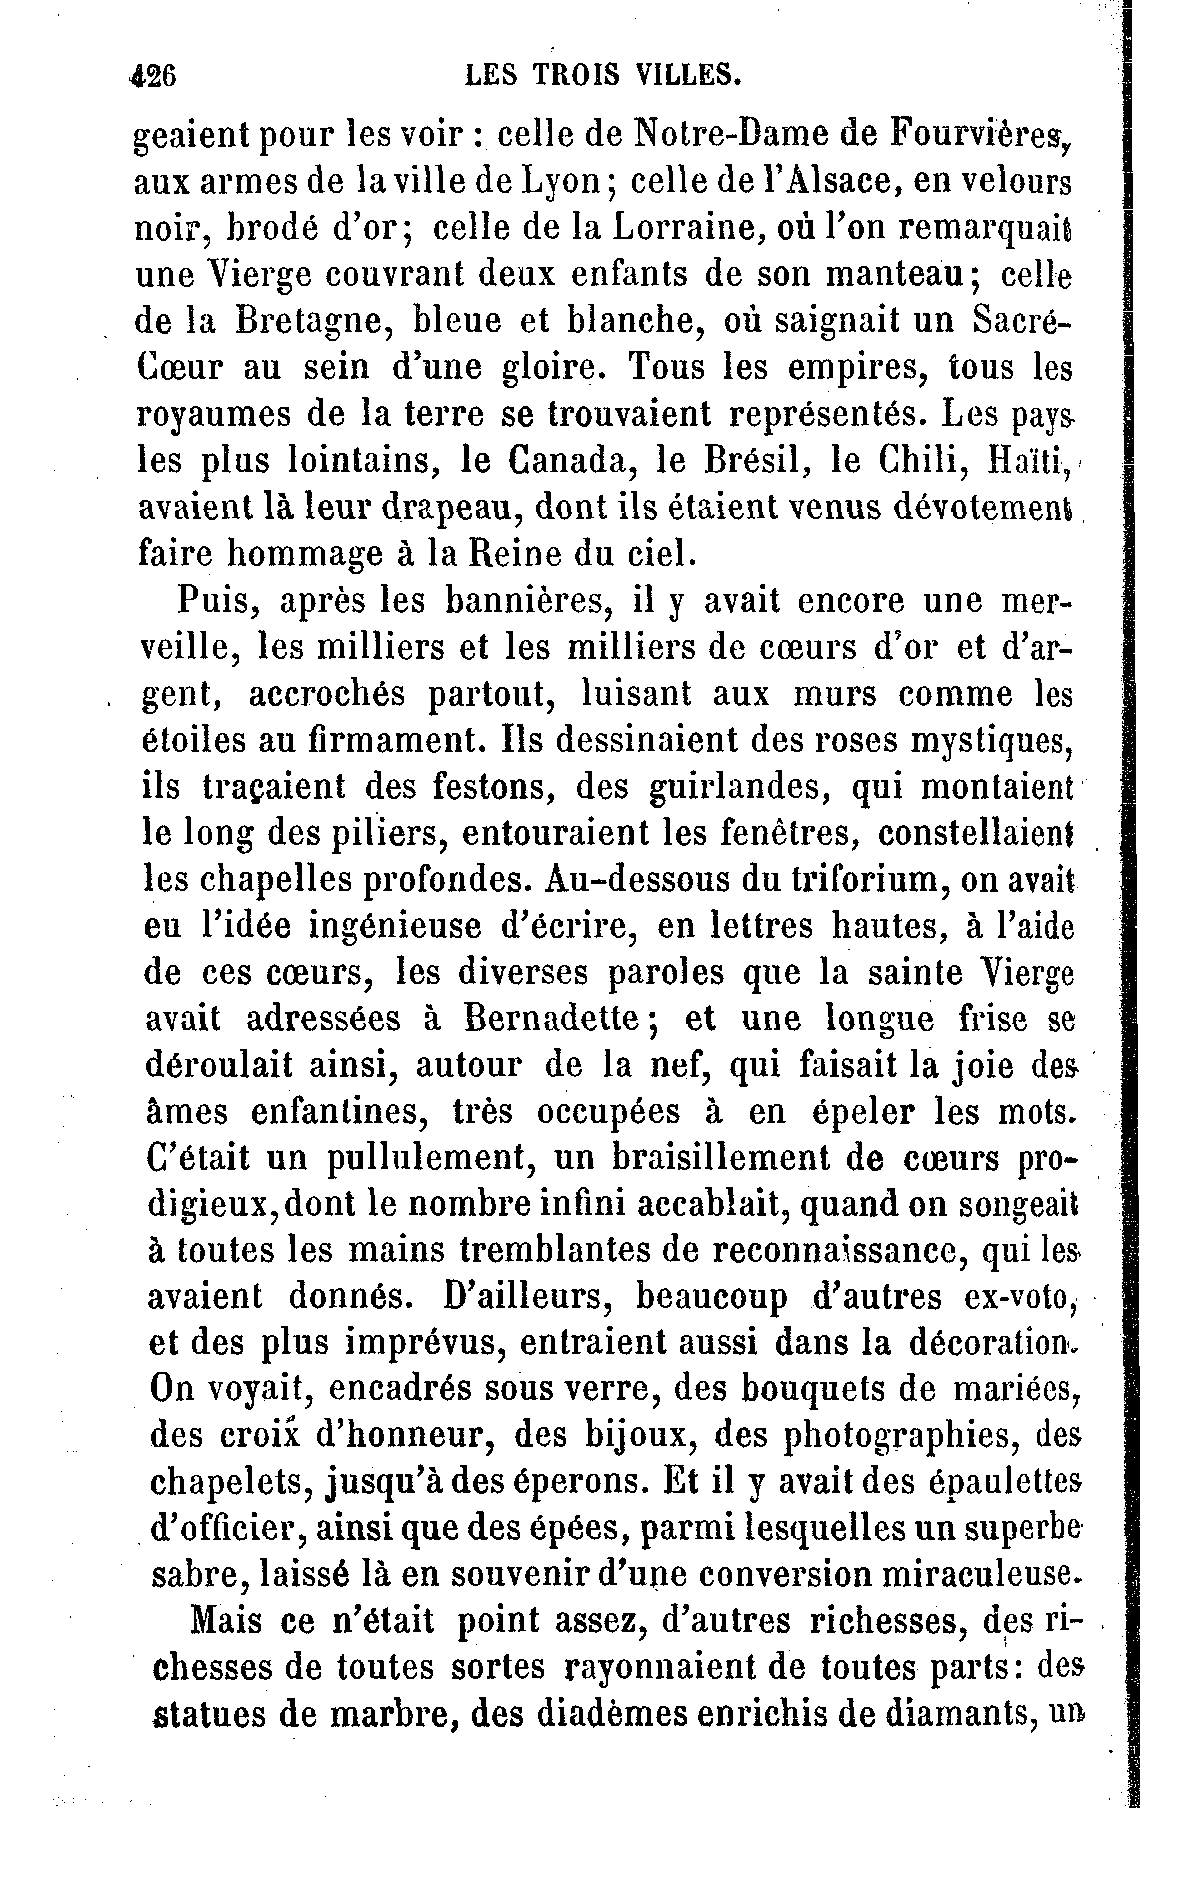 426 LES TROIS VILLES.
geaient pour les voir : celle de Notre-Dame de Fourvières,
aux armes de la ville de Lyon; celle de l'Alsace, en velours
noir, brodé d'or; celle de la Lorraine, où l'on remarquait
une Vierge couvrant deux enfants de son manteau; celle
de la Bretagne, bleue et blanche, où saignait un Sacré-
Cœur au sein d'une gloire. Tous les empires, tous les
royaumes de la terre se trouvaient représentés. Les pays
les plus lointains, le Canada, le Brésil, le Chili, Haïti,
avaient là leur drapeau, dont ils étaient venus dévotement
faire hommage à la Reine du ciel.
Puis, après les bannières, il y avait encore une mer-
veille, les milliers et les milliers de cœurs d'or et d'ar-
gent, accrochés partout, luisant aux murs comme les
étoiles au firmament. Ils dessinaient des roses mystiques,
ils traçaient des festons, des guirlandes, qui montaient
le long des piliers, entouraient les fenêtres, constellaient
les chapelles profondes. Au-dessous du triforium, on avait
eu l'idée ingénieuse d'écrire, en lettres hautes, à l'aide
de ces cœurs, les diverses paroles que la sainte Vierge
avait adressées à Bernadette; et une longue frise se
déroulait ainsi, autour de la nef, qui faisait la joie des
âmes enfantines, très occupées à en épeler les mots.
C'était un pullulement, un braisillement de cœurs pro-
digieux, dont le nombre infini accablait, quand on songeait
à toutes les mains tremblantes de reconnaissance, qui les
avaient donnés. D'ailleurs, beaucoup d'autres ex-voto,
et des plus imprévus, entraient aussi dans la décoration.
On voyait, encadrés sous verre, des bouquets de mariées,
des croix d'honneur, des bijoux, des photographies, des
chapelets, jusqu'à des éperons. Et il y avait des épaulettes
d'officier, ainsi que des épées, parmi lesquelles un superbe
sabre, laissé là en souvenir d'une conversion miraculeuse.
Mais ce n'était point assez, d'autres richesses, des ri-
chesses de toutes sortes rayonnaient de toutes parts: des
statues de marbre, des diadèmes enrichis de diamants, un